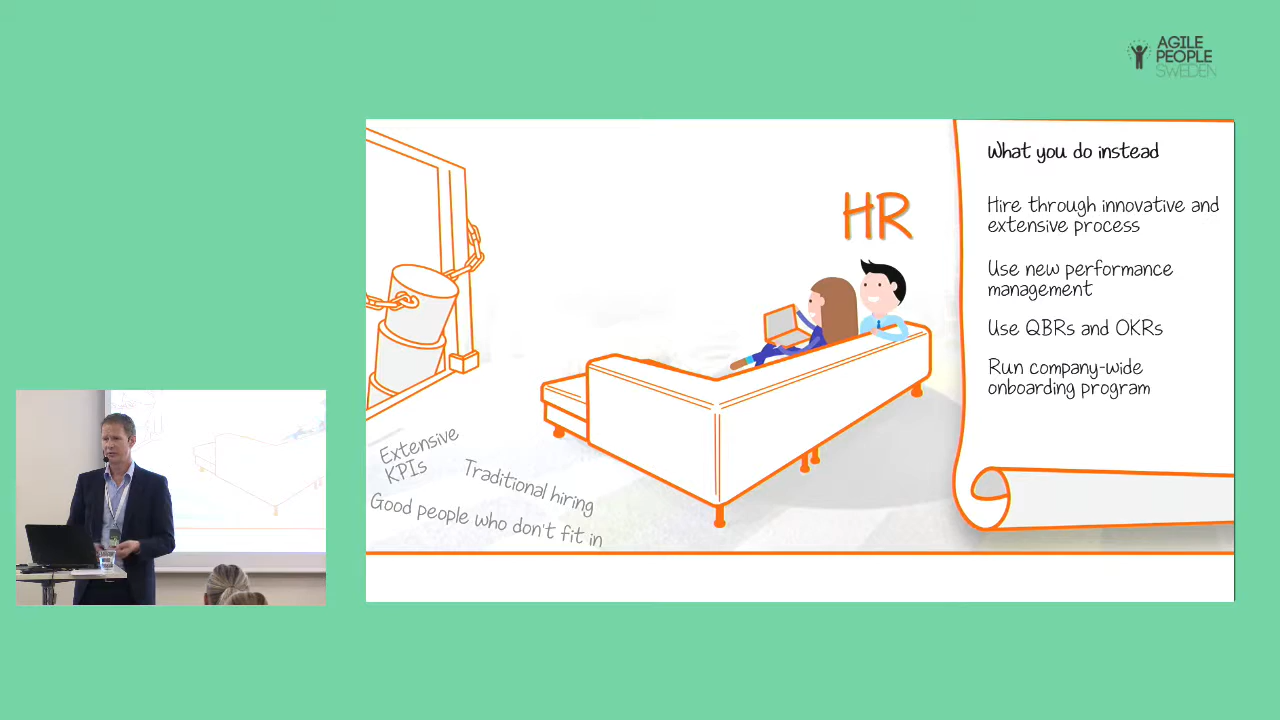 AGILE
PEOPLE
SWEDEN
What you do instead
HR
Hire through innovative and
extensive process
Use new performance
management
Use QBRs and OKRs
Run company-wide
onboarding program
Extensive
KPIs
Traditional hiring
Good people who don't fit in